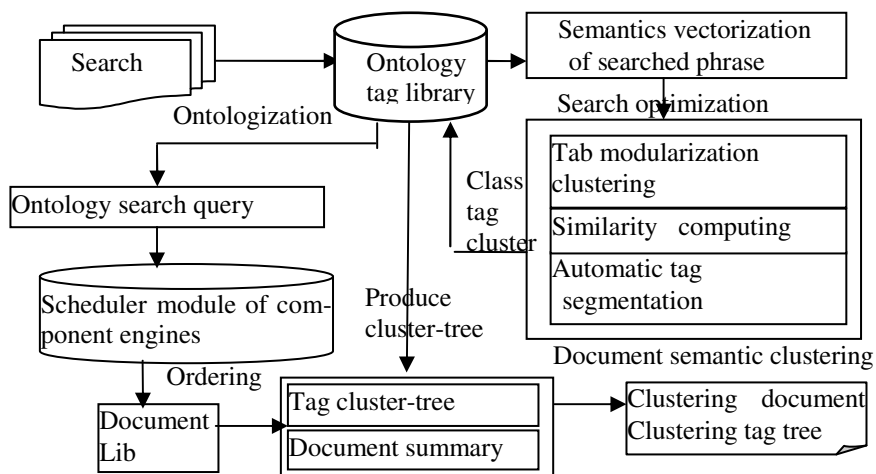 Search
Ontology
tag library
Semantics vectorization
of searched phrase
Ontologization
Search optimization
Tab modularization
clustering
Similarity computing
Automatic tag
segmentation
Class
tag
cluster
Ontology search query
Scheduler module of com-
ponent engines
Produce
cluster-tree
Document semantic clustering
Ordering
Document
Lib
Tag cluster-tree
Document summary
Clustering document
Clustering tag tree